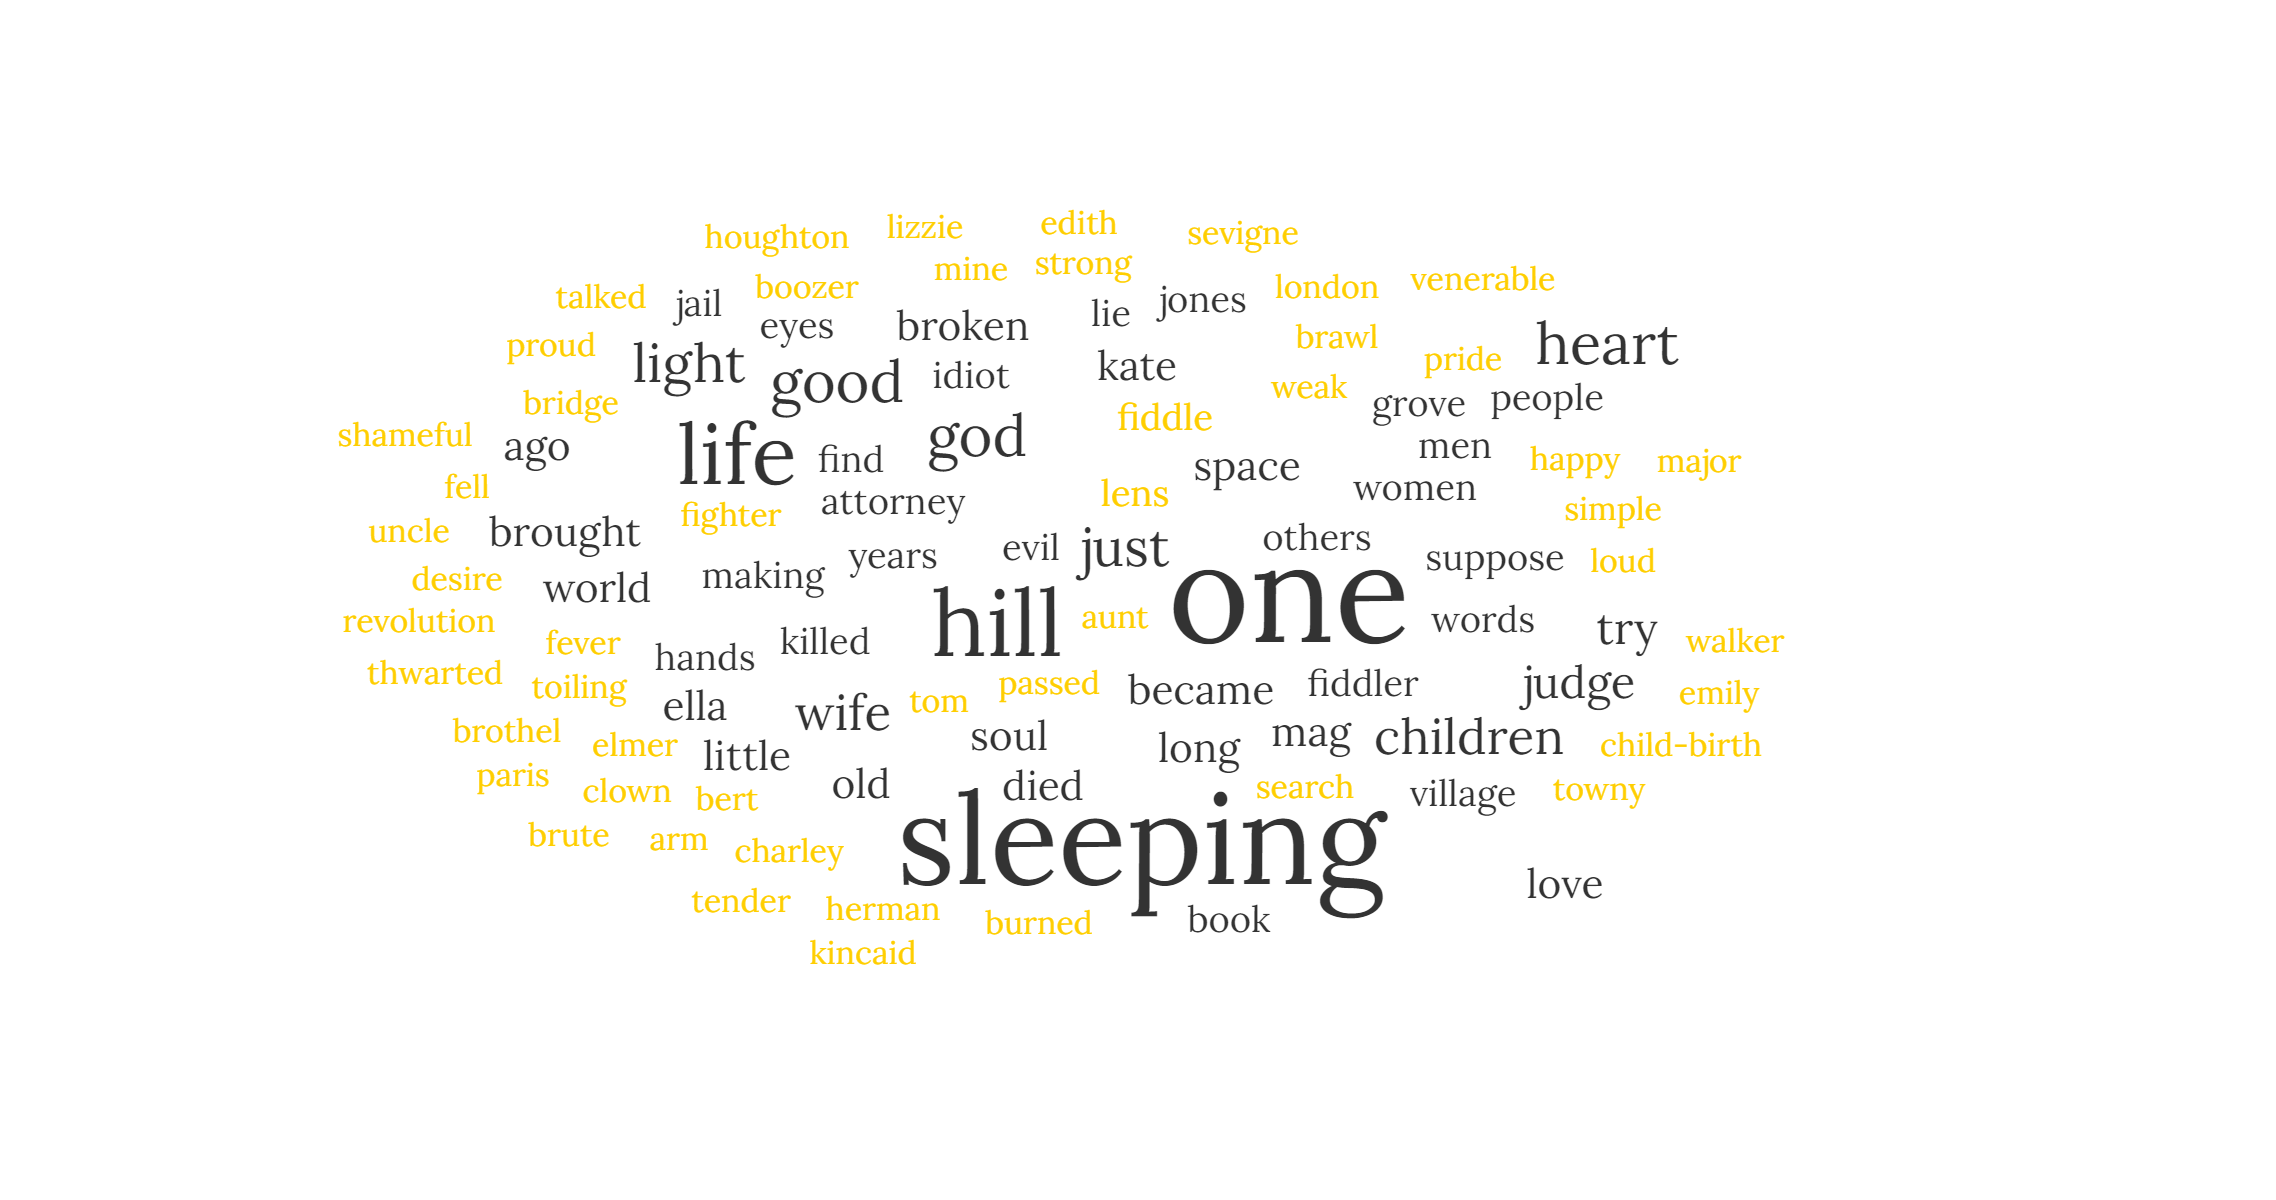 houghton lizzie edith sevigne
mine strong
talked jail boozer lie jones london venerable
eyes broken
proud light brawl pride heart
good idiot kate weak
bridge grove people
shameful ago life find god fiddle men happy major
fell attorney lens space women
uncle brought fighter simple
years evil just others suppose loud
desire world making
revolution hill aunt one words try walker
fever hands killed
thwarted toiling ella wife tom passed became fiddler judge emily
brothel elmer little soul long mag children child-birth
paris clown bert old died search village towny
brute arm charley sleeping
tender herman burned book love
kincaid